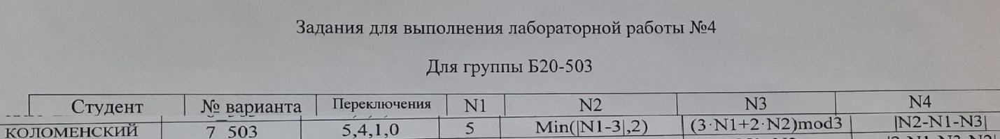 Задания для выполнения лабораторной работы №4
Для группы Б20-503
Студент № варианта Переключения N1 N2 N3 N4
КОЛОМЕНСКИЙ 7_503 5,4,1,0 5 Min(|N1-3|,2) (3·N1+2·N2)mod3 |N2-N1-N3|